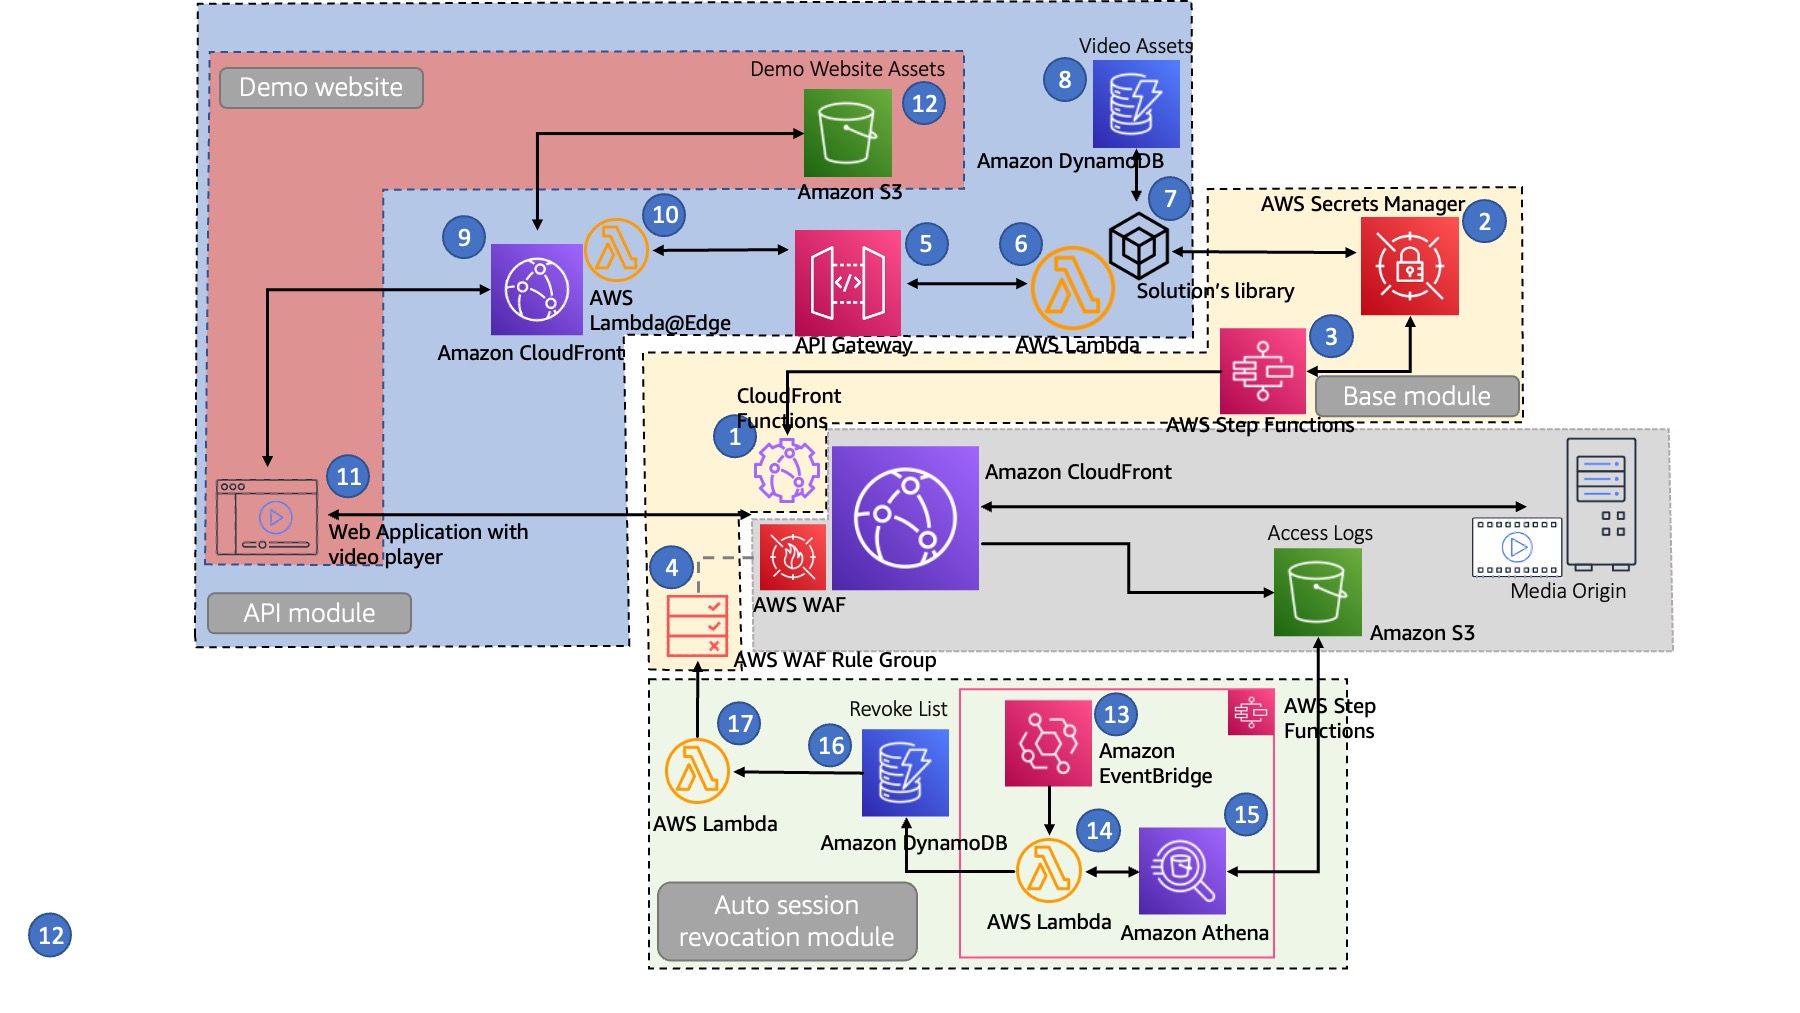 Video Assets
8
Demo Website Assets
Demo website
12
Amazon DynamoDB
Amazon S3
7
AWS Secrets Manager
2
10
9
5
6
</>
AWS
Lambda@Edge
Solution's library
Amazon CloudFront
API Gateway
AWS Lambda
3
Base module
CloudFront
Functions
AWS Step Functions
1
Amazon CloudFront
11
Web Application with
video player
Access Logs
4
Media Origin
API module
AWS WAF
Amazon S3
AWS WAF Rule Group
Revoke List
13
AWS Step
Functions
17
16
Amazon
EventBridge
AWS Lambda
Amazon DynamoDB
14
15
Auto session
revocation module
AWS Lambda
Amazon Athena
12